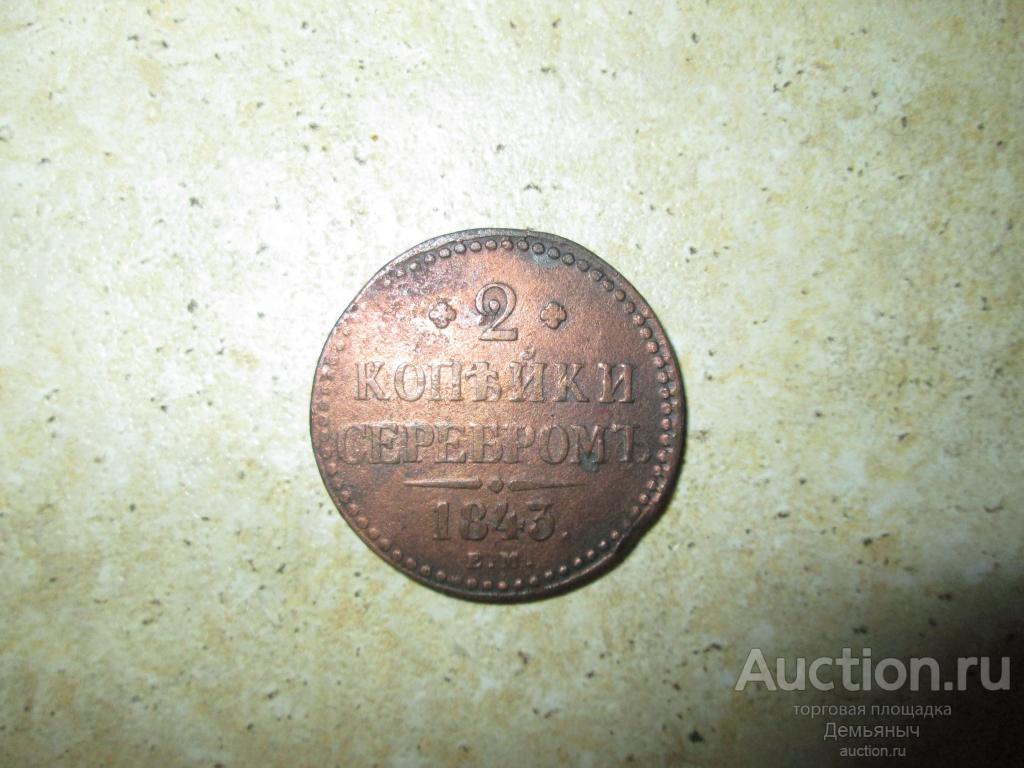 2
КОПѢЙКИ
СЕРЕБРОМЪ.
1843.
Е.М.
Auction.ru
торговая площадка
Демьяныч
auction.ru